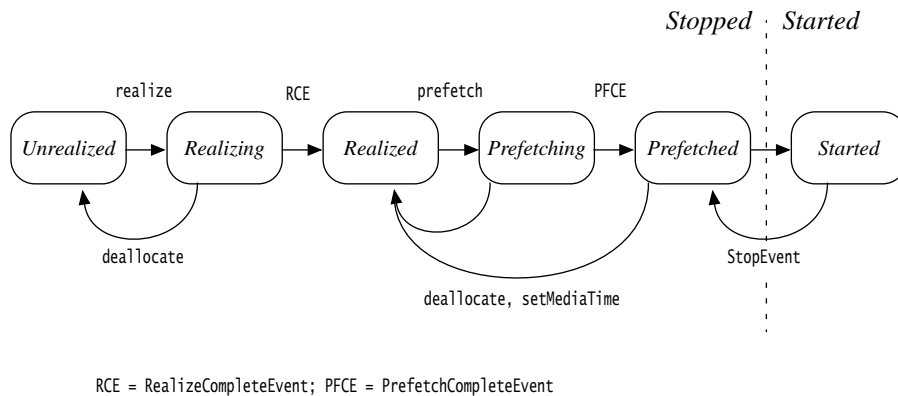 Stopped Started
realize RCE prefetch PFCE
Unrealized Realizing Realized Prefetching Prefetched Started
deallocate StopEvent
deallocate, setMediaTime
RCE = RealizeCompleteEvent; PFCE = PrefetchCompleteEvent